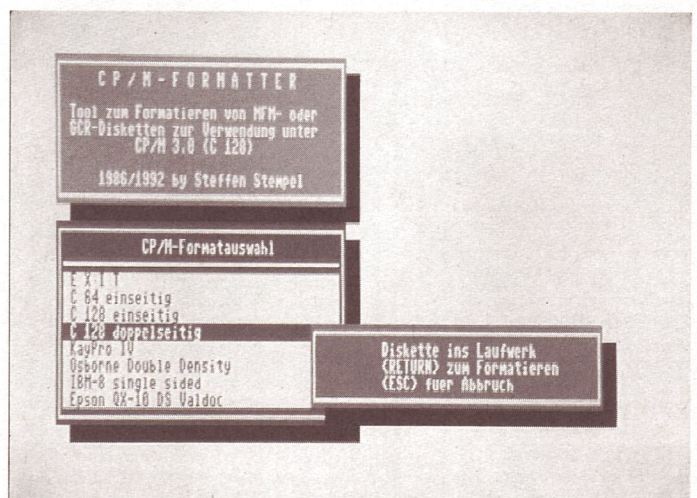 CP/M-FORMATTER
Tool zum Formatieren von MFM- oder
GCR-Disketten zur Verwendung unter
CP/M 3.0 (C 128)
1986/1992 by Steffen Stempel
CP/M-Formatauswahl
E X I T
C 64 einseitig
C 128 einseitig
C 128 doppelseitig
KayPro IV
Osborne Double Density
IBM-8 single sided
Epson QX-10 DS Valdoc
Diskette ins Laufwerk
<RETURN> zum Formatieren
<ESC> fuer Abbruch